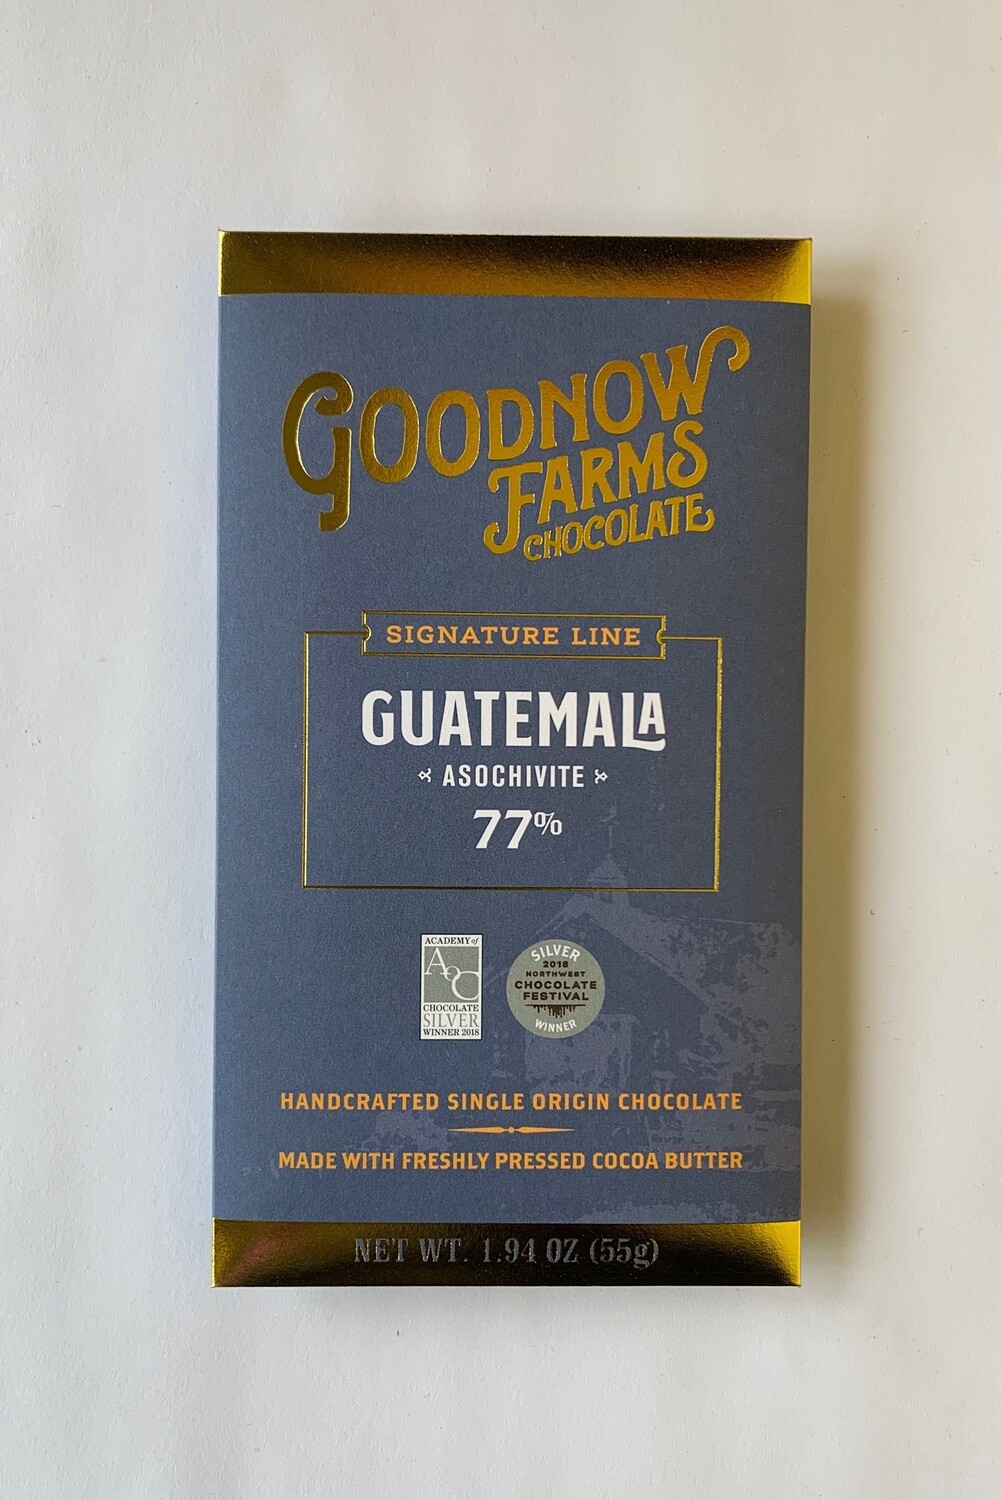 GOODNOW
FARMS
CHOCOLATE
SIGNATURE LINE
GUATEMALA
ASOCHIVITE
77%
ACADEMY of
AOC
CHOCOLATE
SILVER
WINNER 2018
SILVER
2018
NORTHWEST
CHOCOLATE
FESTIVAL
WINNER
HANDCRAFTED SINGLE ORIGIN CHOCOLATE
MADE WITH FRESHLY PRESSED COCOA BUTTER
NET WT. 1.94 OZ (55g)